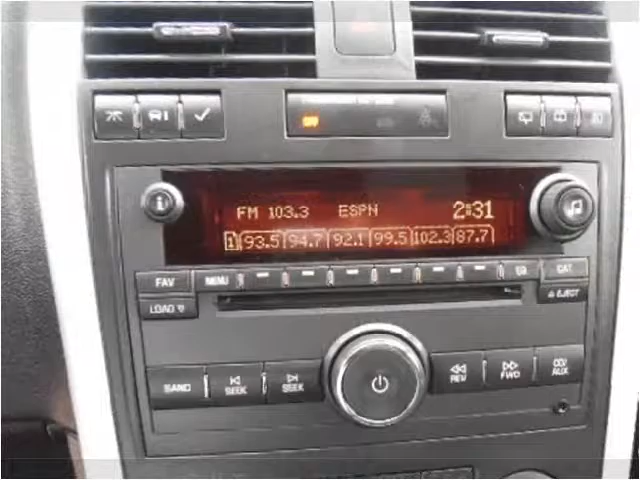 FM 103.3 ESPN 2:31
1 93.5 94.7 92.1 99.5 102.3 87.7
FAV MENU CAT
LOAD EJECT
BAND SEEK SEEK REV FWD CD/AUX